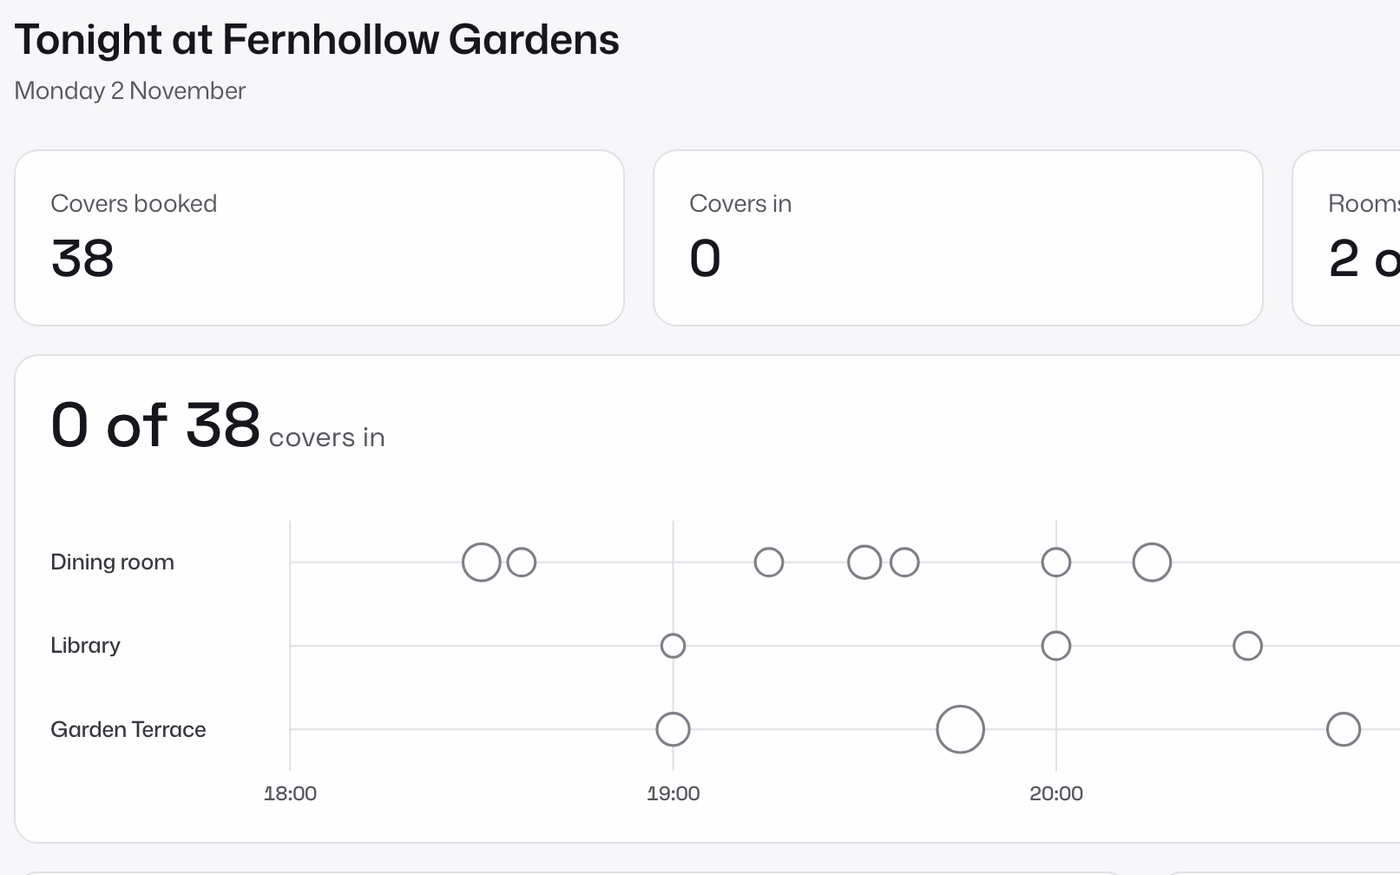 Tonight at Fernhollow Gardens
Monday 2 November
Covers booked
38
Covers in
0
2
0 of 38 covers in
Dining room
Library
Garden Terrace
18:00 19:00 20:00